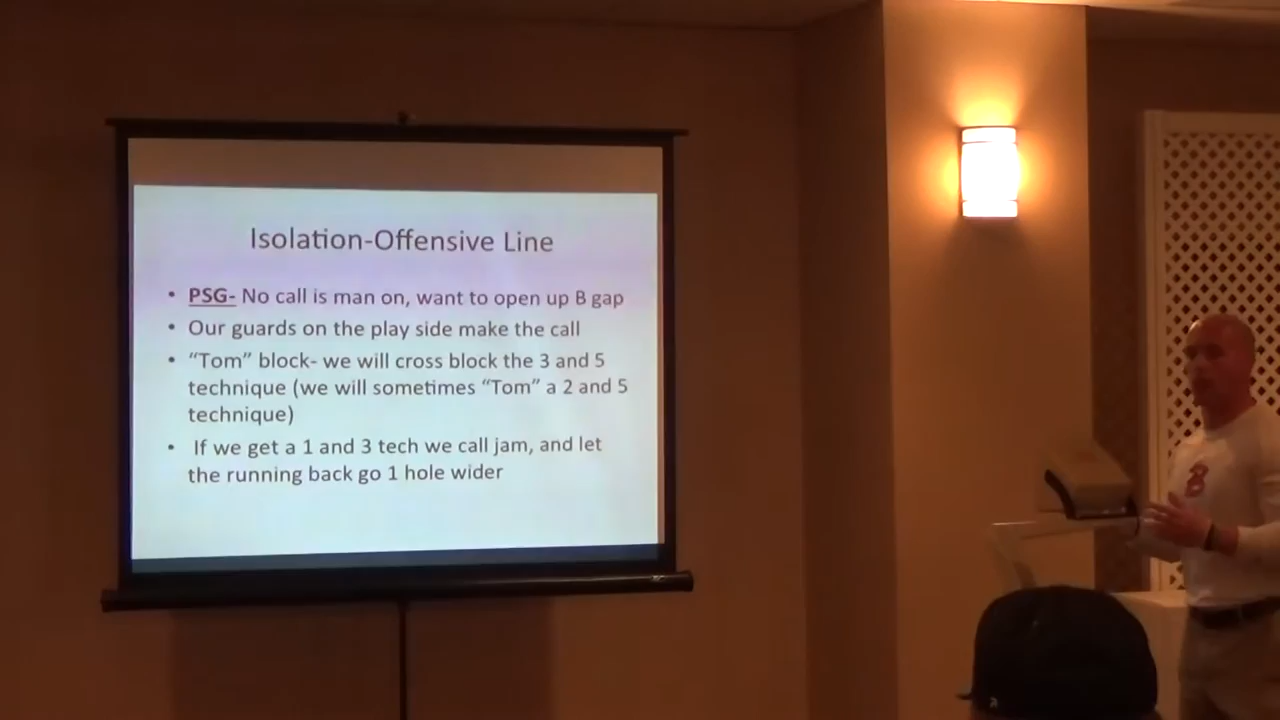 Isolation-Offensive Line
• PSG- No call is man on, want to open up B gap
• Our guards on the play side make the call
• “Tom” block- we will cross block the 3 and 5
technique (we will sometimes “Tom” a 2 and 5
technique)
• If we get a 1 and 3 tech we call jam, and let
the running back go 1 hole wider
B